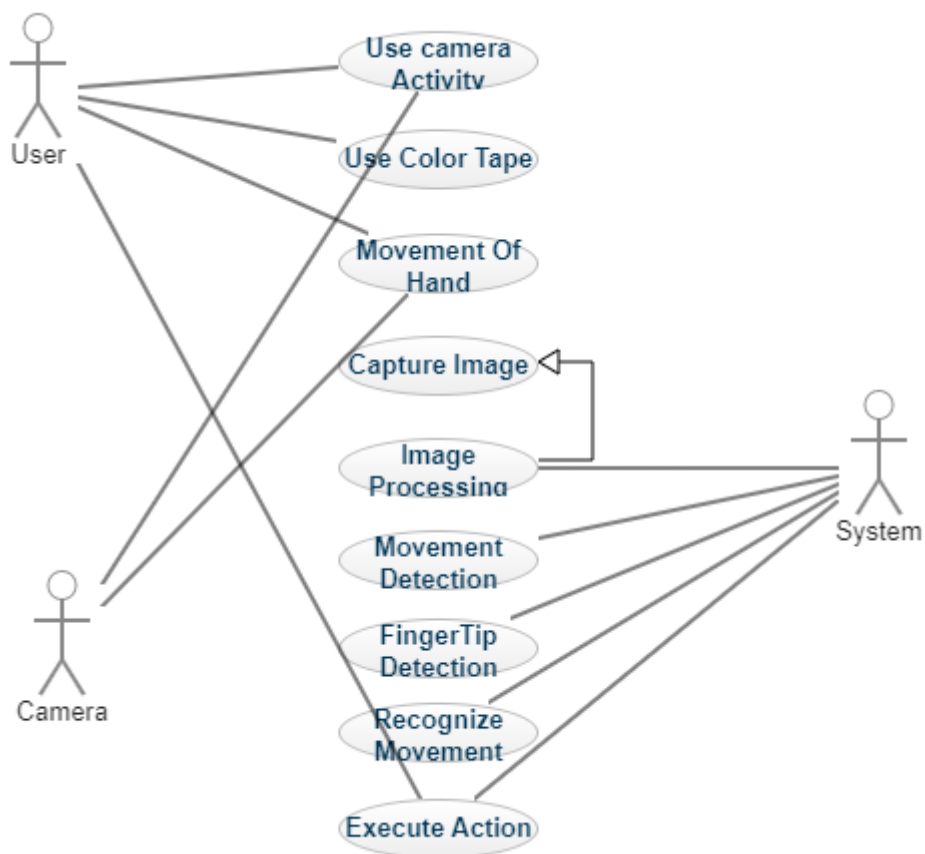 Use camera
Activity
User
Use Color Tape
Movement Of
Hand
Capture Image
Image
Processing
System
Movement
Detection
FingerTip
Detection
Camera
Recognize
Movement
Execute Action